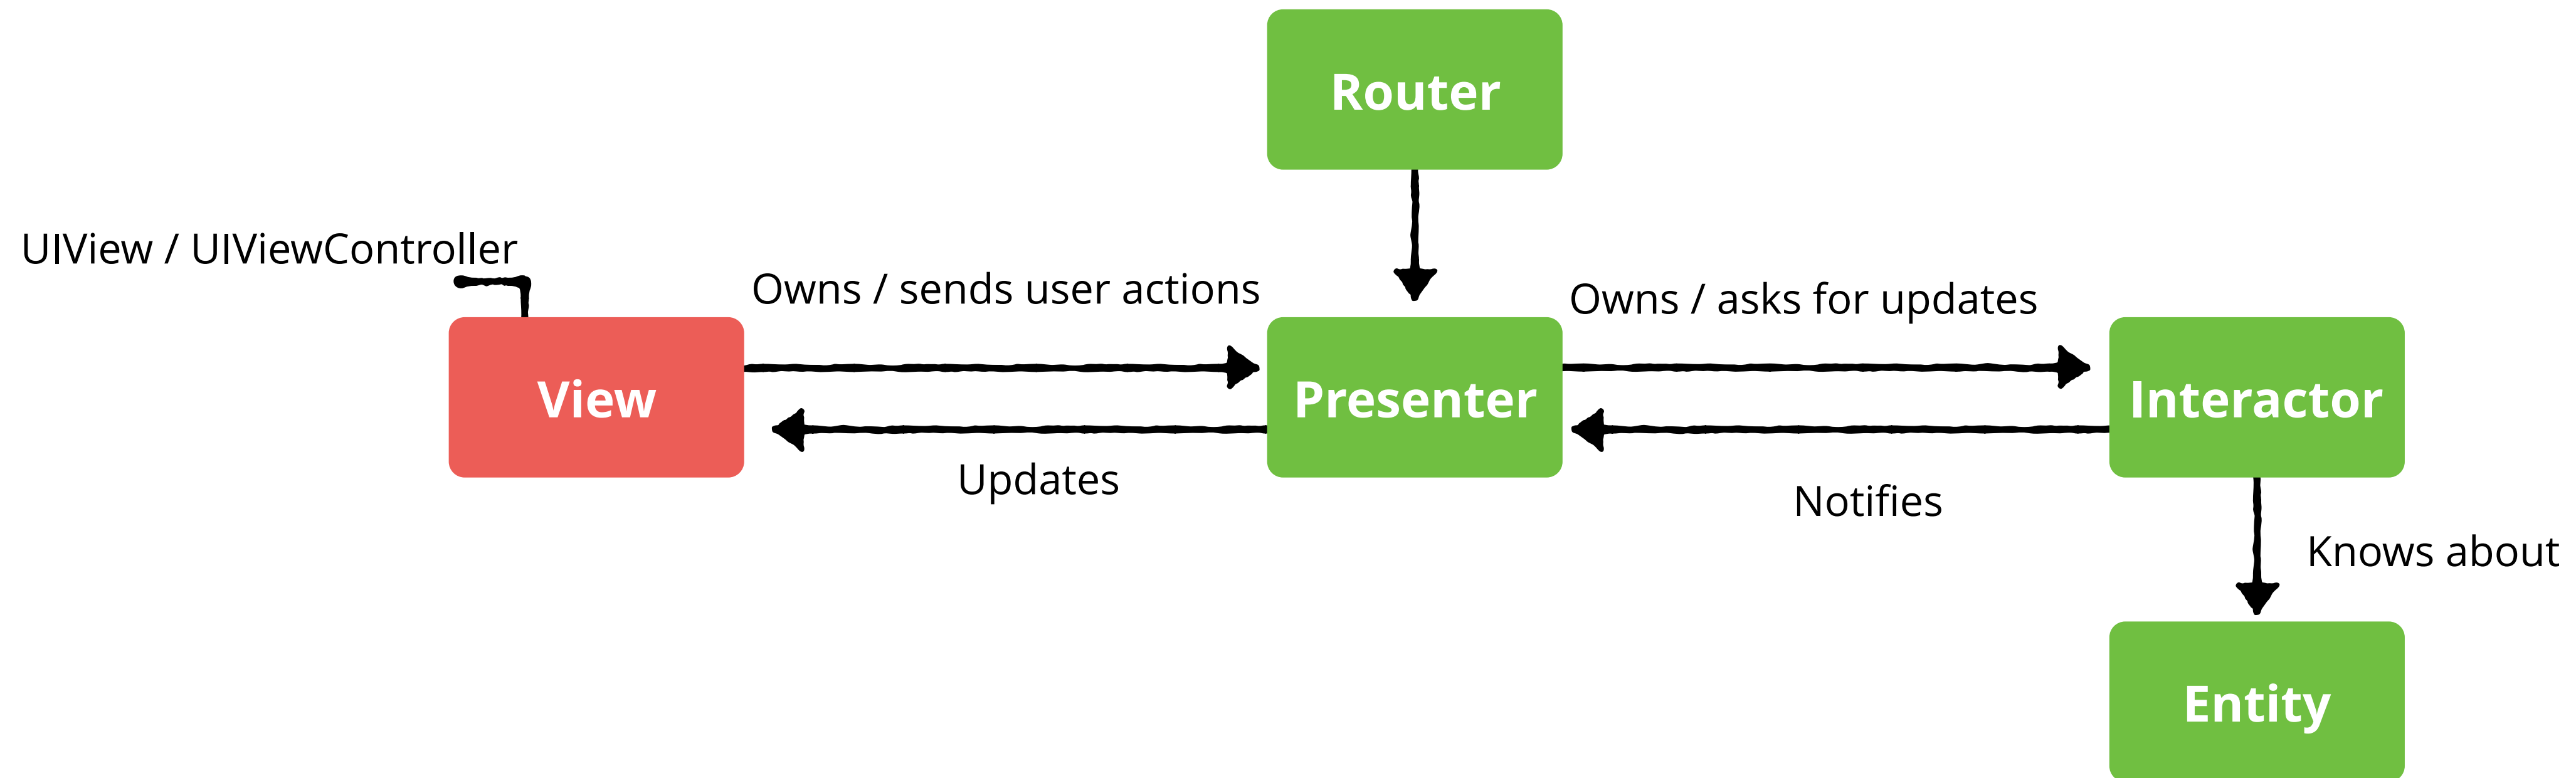 Router
UIView / UIViewController
Owns / sends user actions
Owns / asks for updates
View
Presenter
Interactor
Updates
Notifies
Knows about
Entity